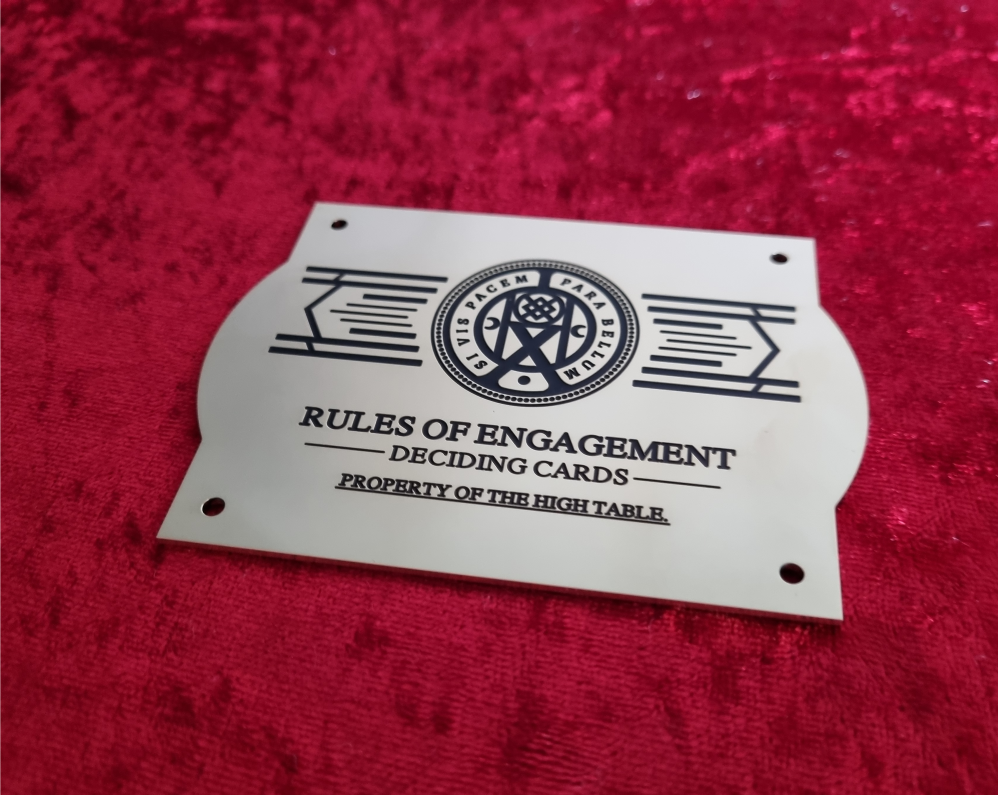 SI VIS PACEM PARA BELLUM
RULES OF ENGAGEMENT
DECIDING CARDS
PROPERTY OF THE HIGH TABLE.